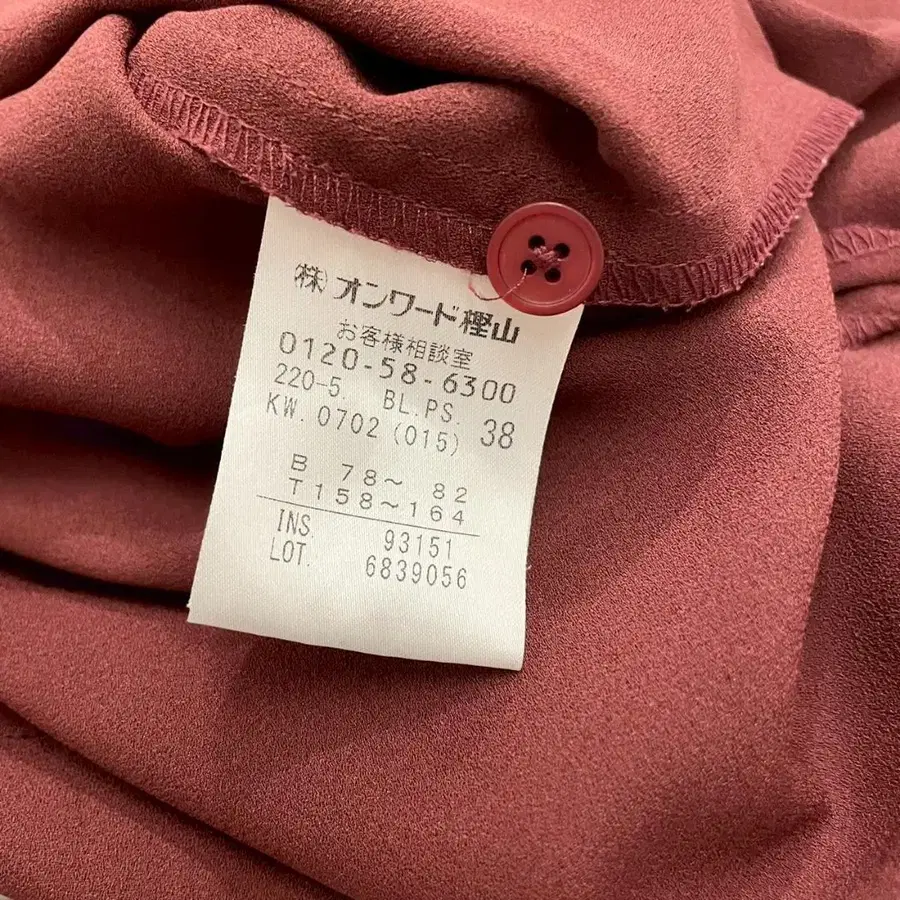 ㈱オンワード樫山
お客様相談室
0120-58-6300
220-5. BL.PS. 38
KW. 0702 (015)
B 78～ 82
T 158～164
INS. 93151
LOT. 6839056